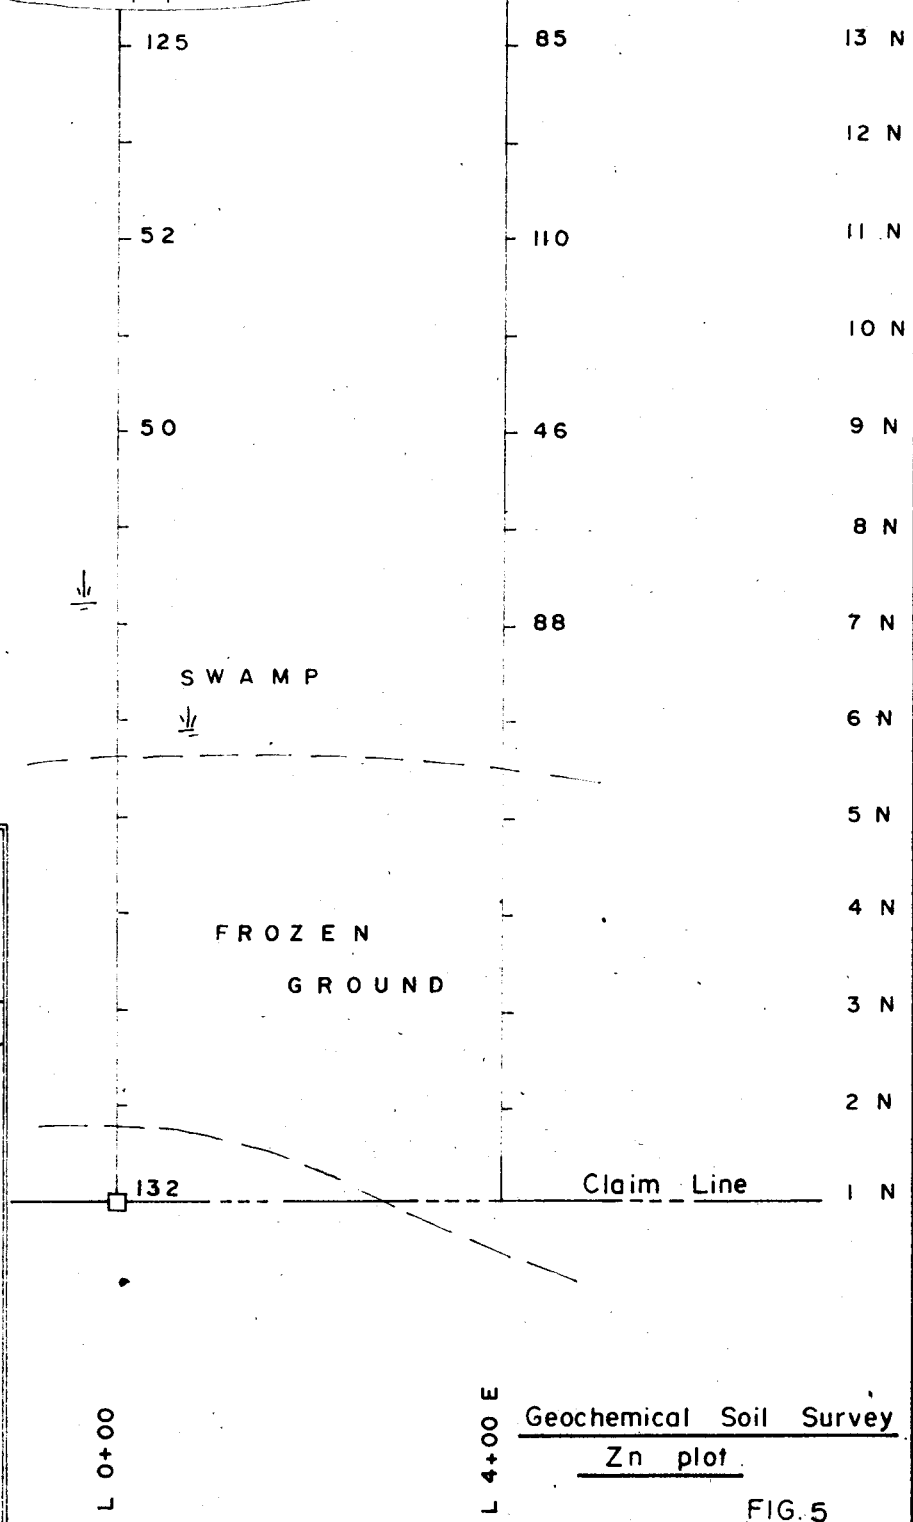 125 85 13 N
12 N
52 110 11 N
10 N
50 46 9 N
8 N
88 7 N
SWAMP
6 N
5 N
4 N
FROZEN
GROUND
3 N
2 N
132 Claim Line 1 N
L 0+00
L 4+00 E
Geochemical Soil Survey
Zn plot
FIG. 5